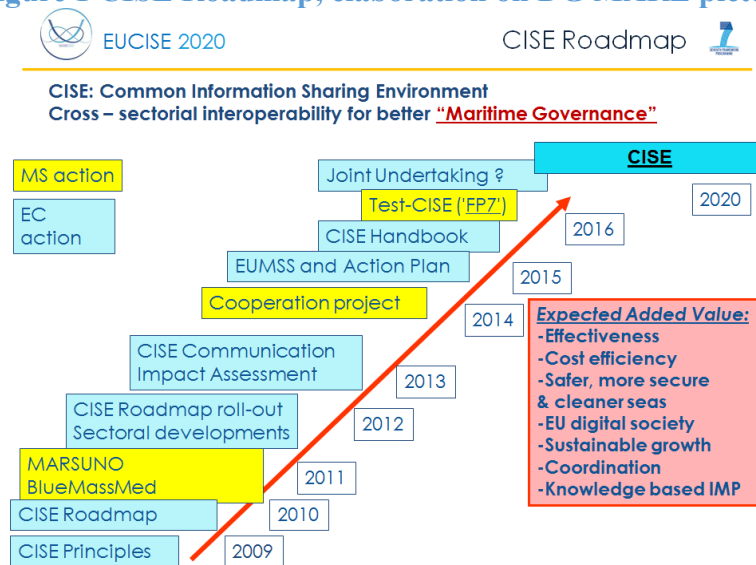 EUCISE 2020
CISE Roadmap
CISE: Common Information Sharing Environment
Cross – sectorial interoperability for better “Maritime Governance”
CISE
MS action
Joint Undertaking ?
2020
Test-CISE ('FP7')
EC
action
2016
CISE Handbook
EUMSS and Action Plan
2015
Cooperation project
2014
Expected Added Value:
-Effectiveness
-Cost efficiency
-Safer, more secure
& cleaner seas
-EU digital society
-Sustainable growth
-Coordination
-Knowledge based IMP
CISE Communication
Impact Assessment
2013
CISE Roadmap roll-out
Sectoral developments
2012
MARSUNO
BlueMassMed
2011
CISE Roadmap
2010
CISE Principles
2009